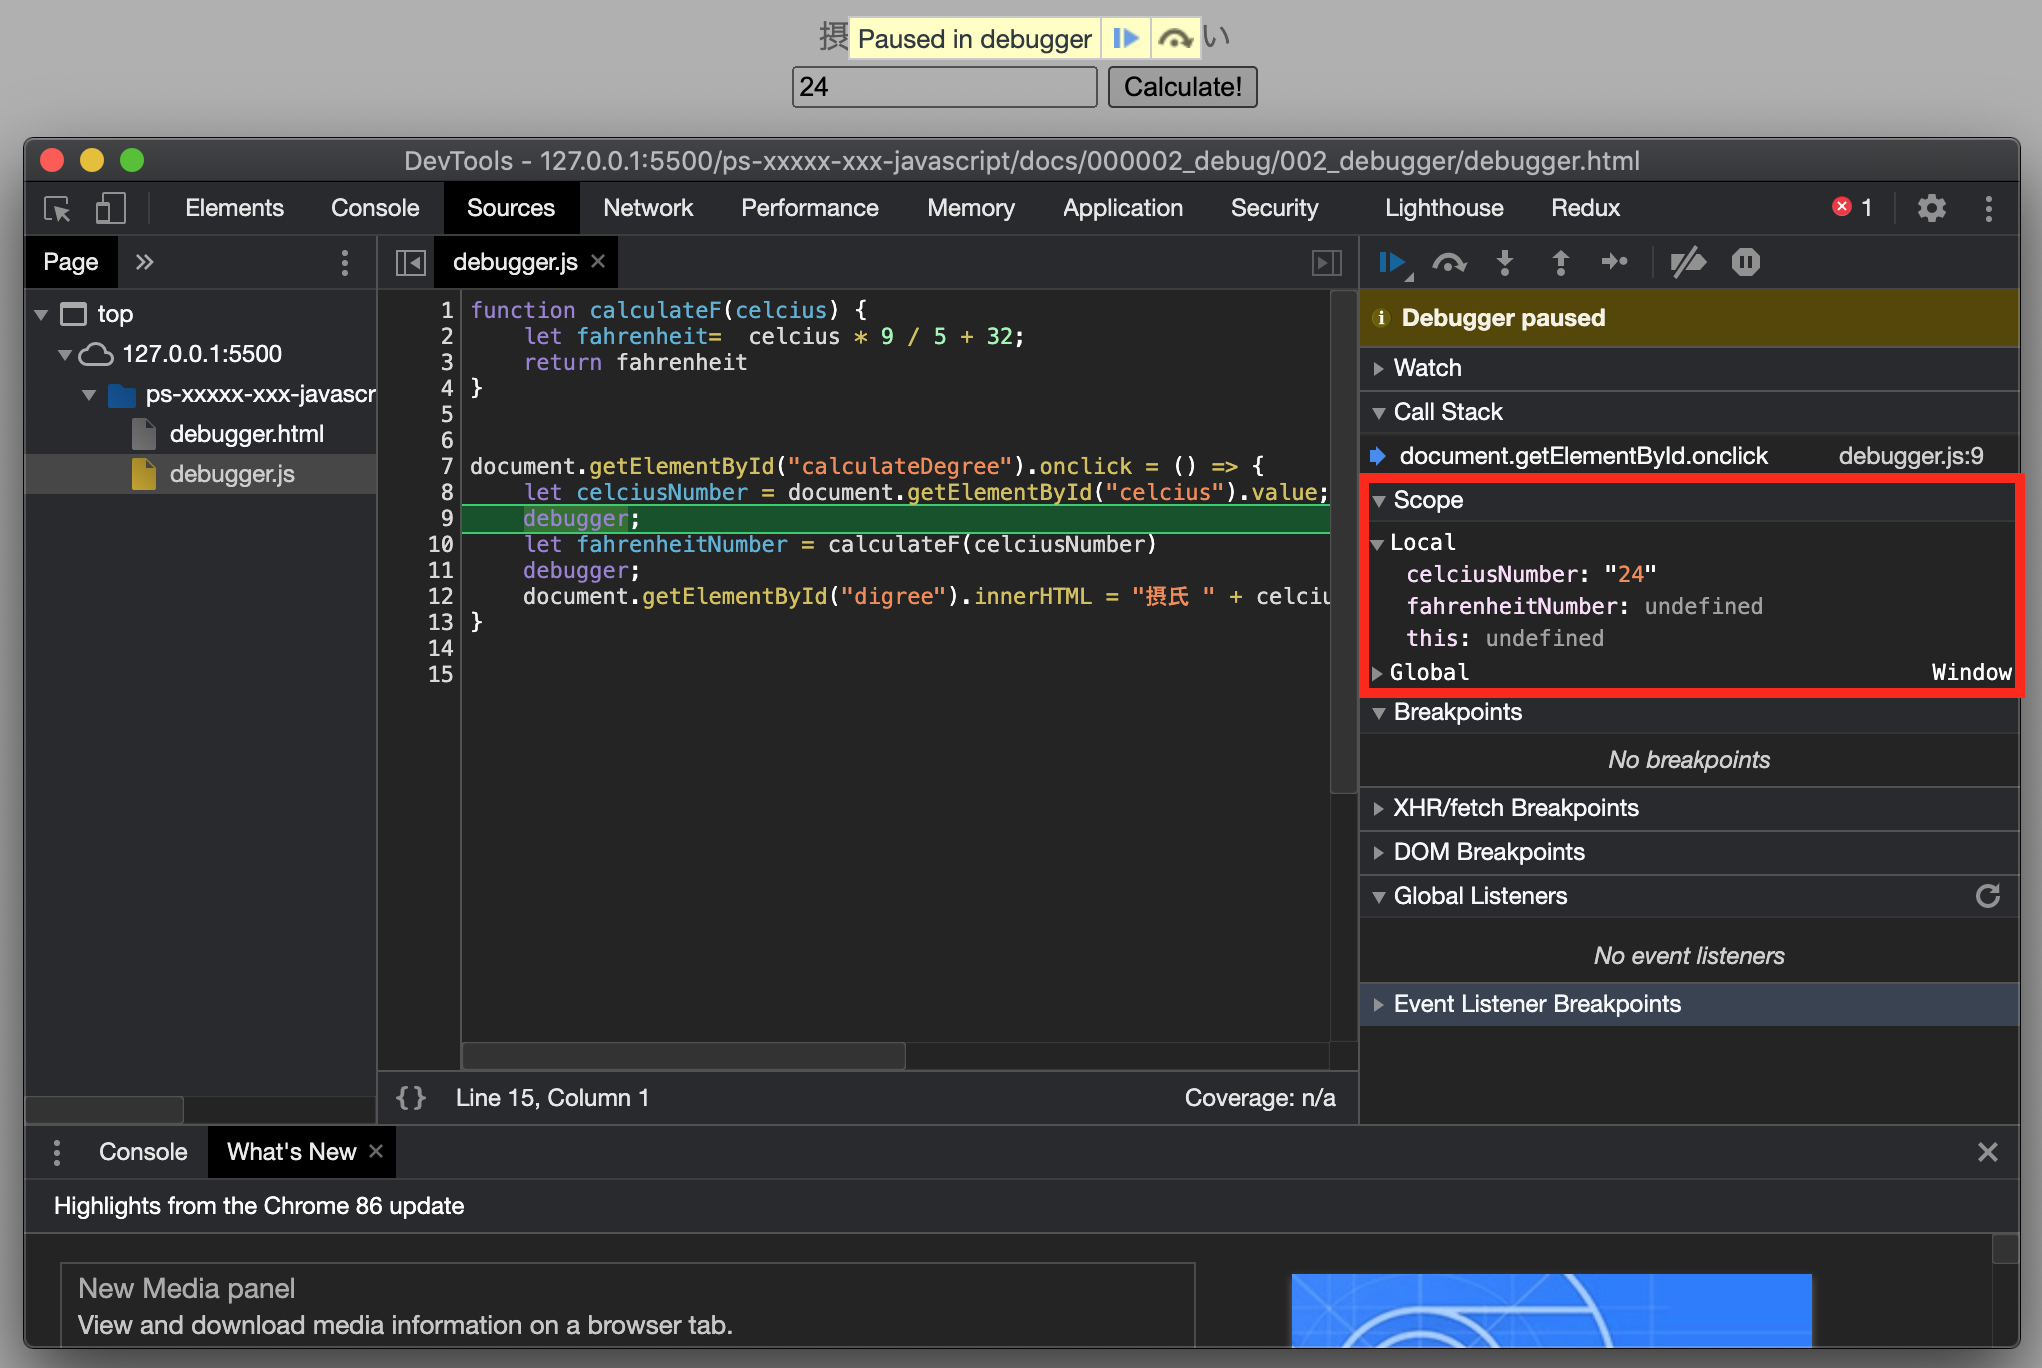 摂
Paused in debugger
い
24
Calculate!
DevTools - 127.0.0.1:5500/ps-xxxxx-xxx-javascript/docs/000002_debug/002_debugger/debugger.html
Elements Console Sources Network Performance Memory Application Security Lighthouse Redux 1
Page
debugger.js
top
127.0.0.1:5500
ps-xxxxx-xxx-javascr
debugger.html
debugger.js
1 function calculateF(celcius) {
2 let fahrenheit=  celcius * 9 / 5 + 32;
3 return fahrenheit
4 }
5
6
7 document.getElementById("calculateDegree").onclick = () => {
8 let celciusNumber = document.getElementById("celcius").value;
9 debugger;
10 let fahrenheitNumber = calculateF(celciusNumber)
11 debugger;
12 document.getElementById("digree").innerHTML = "摂氏 " + celciu
13 }
14
15
{} Line 15, Column 1
Coverage: n/a
Debugger paused
Watch
Call Stack
document.getElementById.onclick debugger.js:9
Scope
Local
celciusNumber: "24"
fahrenheitNumber: undefined
this: undefined
Global Window
Breakpoints
No breakpoints
XHR/fetch Breakpoints
DOM Breakpoints
Global Listeners
No event listeners
Event Listener Breakpoints
Console What's New
Highlights from the Chrome 86 update
New Media panel
View and download media information on a browser tab.